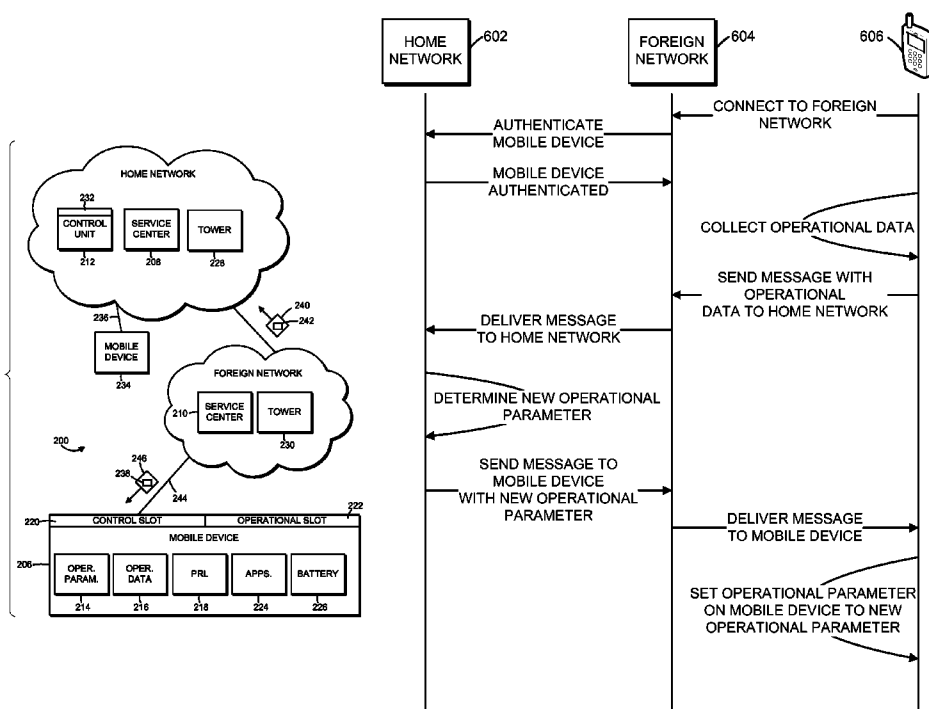 HOME NETWORK
232
CONTROL UNIT
212
SERVICE CENTER
208
TOWER
228
236
240
242
MOBILE DEVICE
234
FOREIGN NETWORK
210
SERVICE CENTER
TOWER
230
200
246
238
244
222
220
CONTROL SLOT
OPERATIONAL SLOT
MOBILE DEVICE
206
OPER. PARAM.
OPER. DATA
PRL
APPS.
BATTERY
214
216
218
224
226
HOME NETWORK
602
FOREIGN NETWORK
604
606
CONNECT TO FOREIGN
NETWORK
AUTHENTICATE
MOBILE DEVICE
MOBILE DEVICE
AUTHENTICATED
COLLECT OPERATIONAL DATA
SEND MESSAGE WITH
OPERATIONAL
DATA TO HOME NETWORK
DELIVER MESSAGE
TO HOME NETWORK
DETERMINE NEW OPERATIONAL
PARAMETER
SEND MESSAGE TO
MOBILE DEVICE
WITH NEW OPERATIONAL
PARAMETER
DELIVER MESSAGE
TO MOBILE DEVICE
SET OPERATIONAL PARAMETER
ON MOBILE DEVICE TO NEW
OPERATIONAL PARAMETER